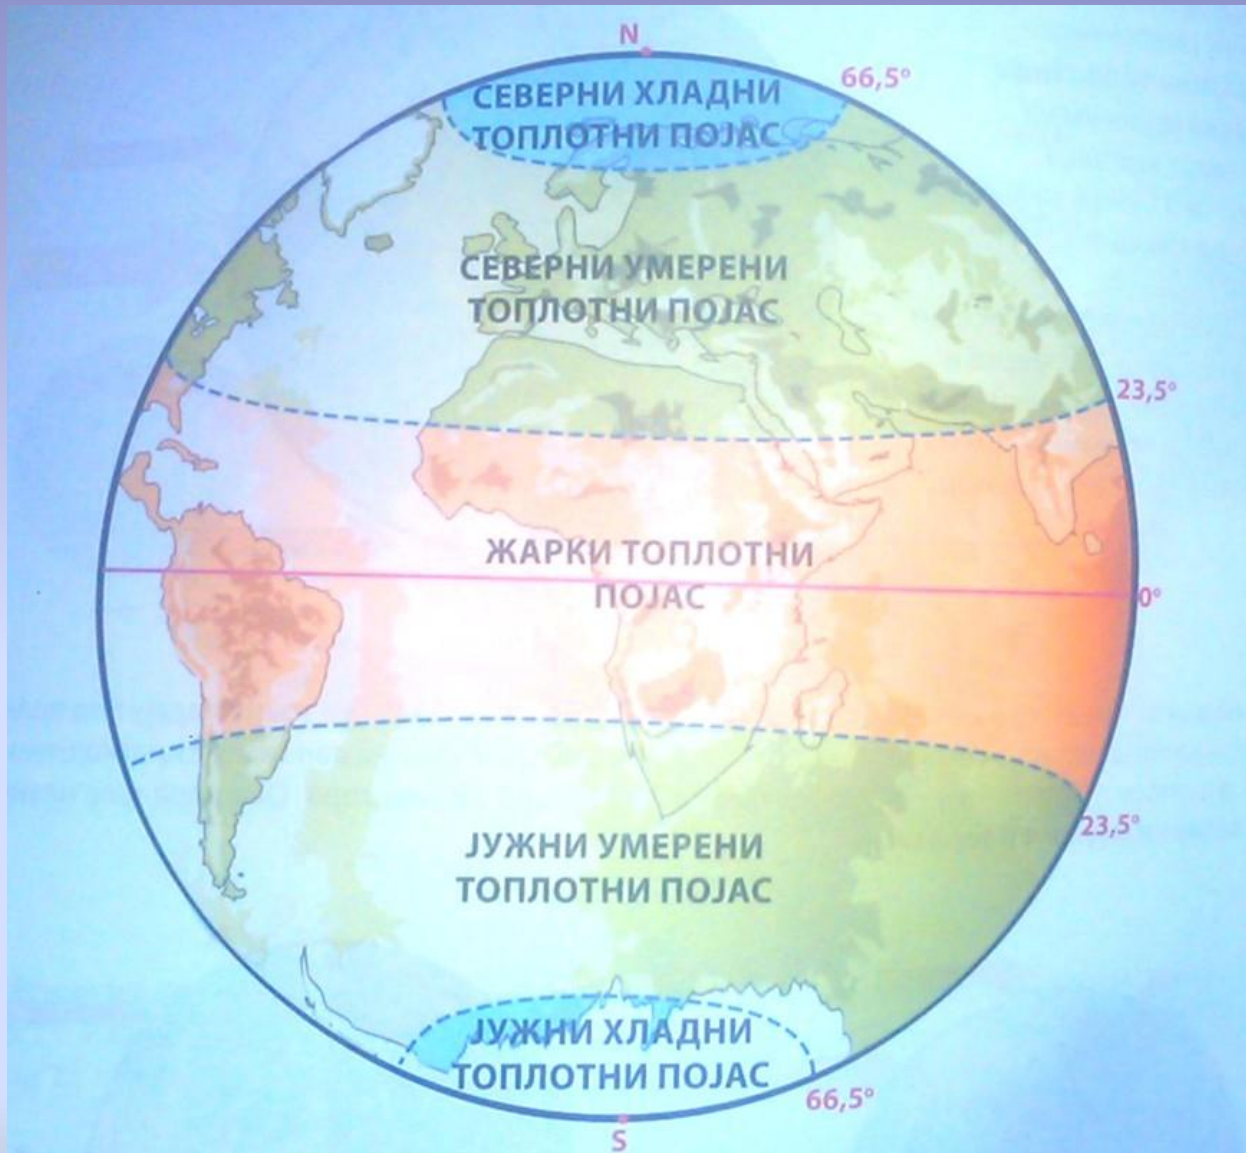 N
66,5°
СЕВЕРНИ ХЛАДНИ
ТОПЛОТНИ ПОЈАС
СЕВЕРНИ УМЕРЕНИ
ТОПЛОТНИ ПОЈАС
23,5°
ЖАРКИ ТОПЛОТНИ
ПОЈАС
0°
23,5°
ЈУЖНИ УМЕРЕНИ
ТОПЛОТНИ ПОЈАС
ЈУЖНИ ХЛАДНИ
ТОПЛОТНИ ПОЈАС
66,5°
S